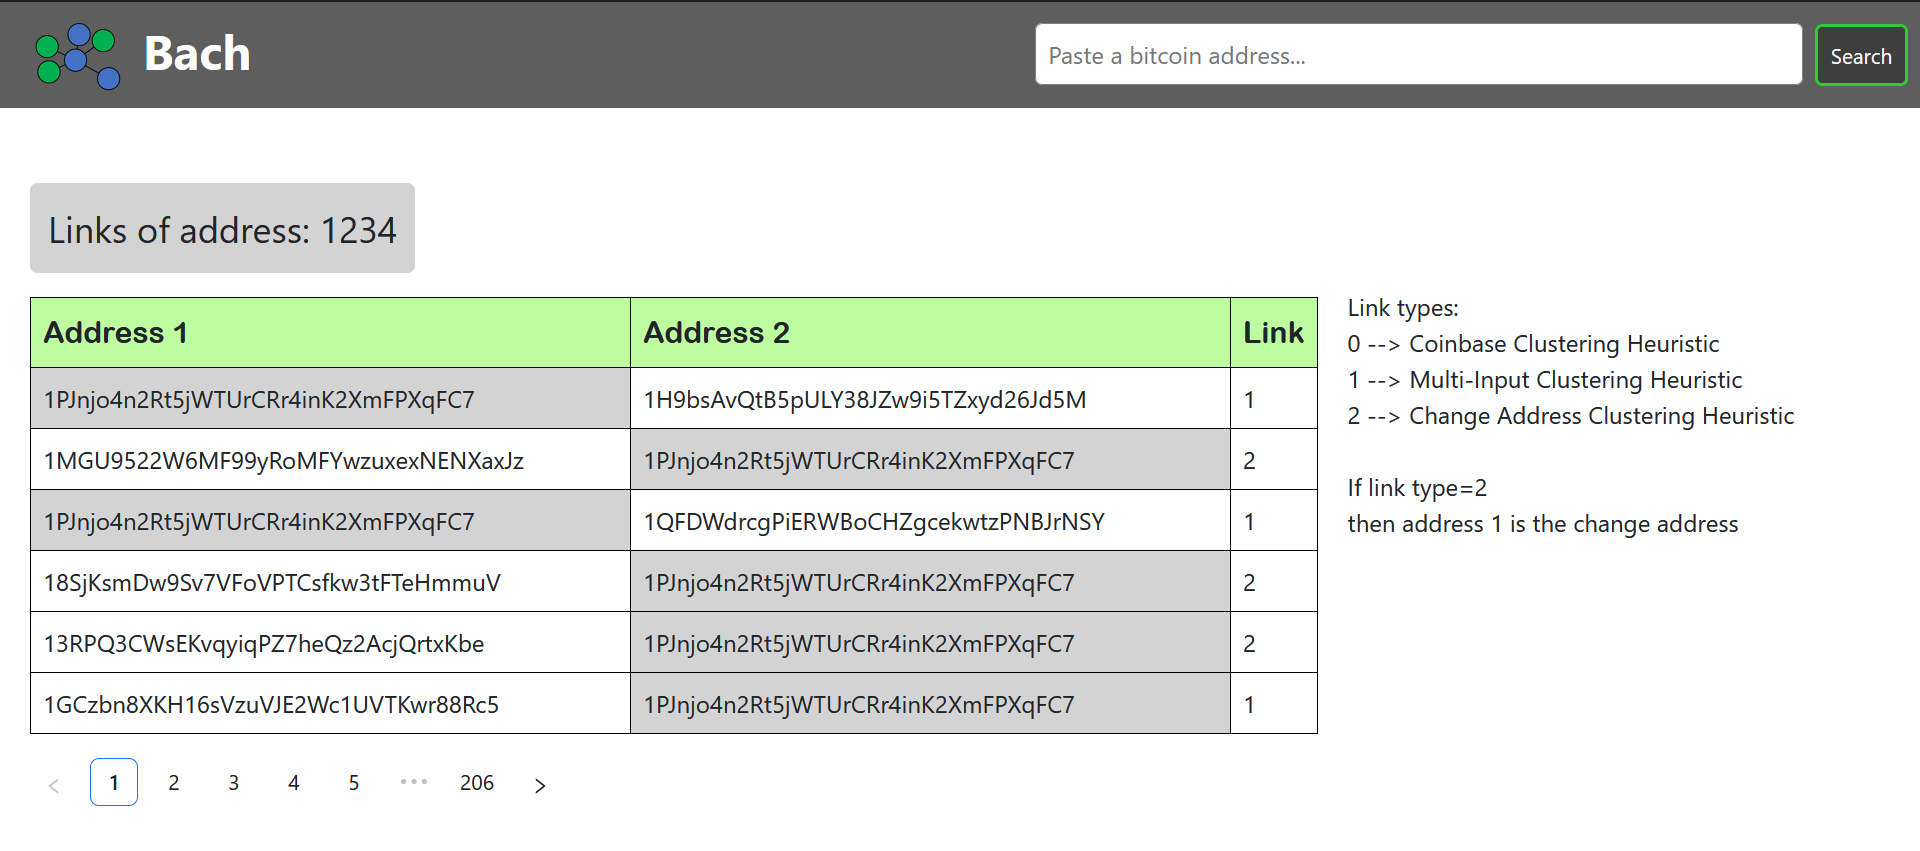 Bach
Paste a bitcoin address...
Search
Links of address: 1234
Address 1 Address 2 Link
1PJnjo4n2Rt5jWTUrCRr4inK2XmFPXqFC7 1H9bsAvQtB5pULY38JZw9i5TZxyd26Jd5M 1
1MGU9522W6MF99yRoMFYwzuxexNENXaxJz 1PJnjo4n2Rt5jWTUrCRr4inK2XmFPXqFC7 2
1PJnjo4n2Rt5jWTUrCRr4inK2XmFPXqFC7 1QFDWdrcgPiERWBoCHZgcekwtzPNBJrNSY 1
18SjKsmDw9Sv7VFoVPTCsfkw3tFTeHmmuV 1PJnjo4n2Rt5jWTUrCRr4inK2XmFPXqFC7 2
13RPQ3CWsEKvqyiqPZ7heQz2AcjQrtxKbe 1PJnjo4n2Rt5jWTUrCRr4inK2XmFPXqFC7 2
1GCzbn8XKH16sVzuVJE2Wc1UVTKwr88Rc5 1PJnjo4n2Rt5jWTUrCRr4inK2XmFPXqFC7 1
Link types:
0 --> Coinbase Clustering Heuristic
1 --> Multi-Input Clustering Heuristic
2 --> Change Address Clustering Heuristic
If link type=2
then address 1 is the change address
< 1 2 3 4 5 ••• 206 >